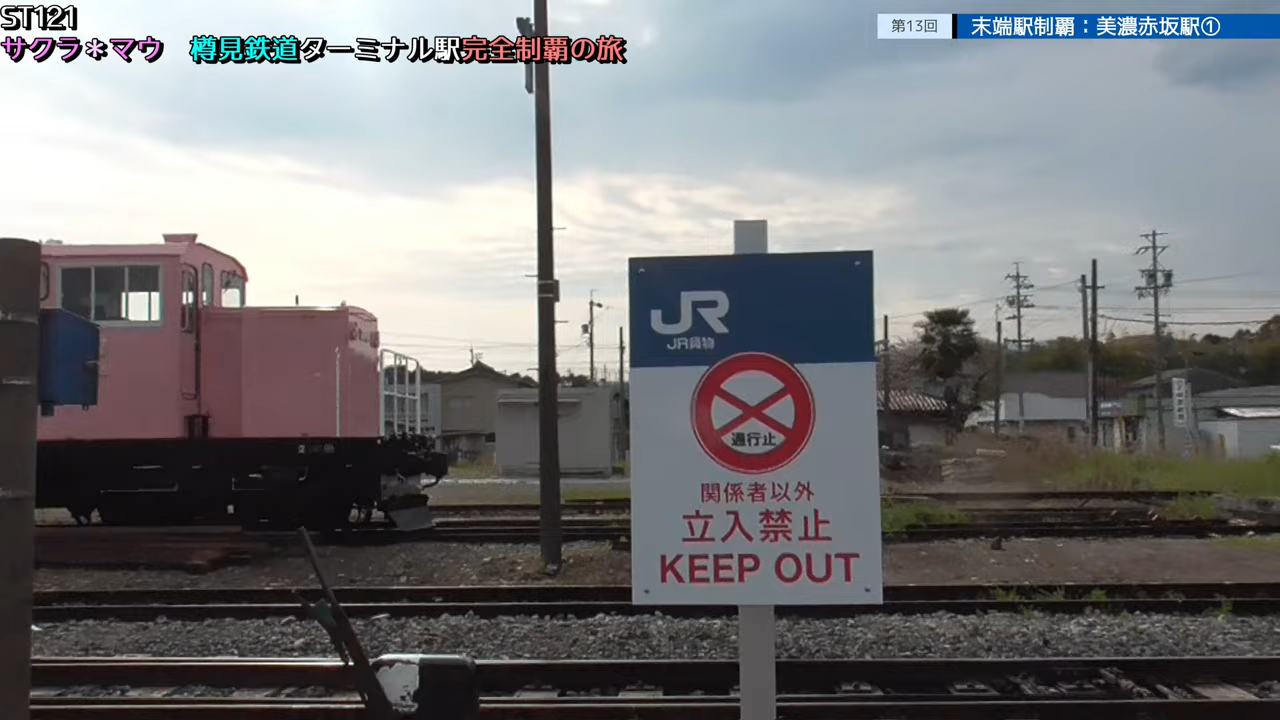 ST121
サクラ＊マウ　樽見鉄道ターミナル駅完全制覇の旅
第13回
末端駅制覇：美濃赤坂駅①
JR
JR貨物
通行止
関係者以外
立入禁止
KEEP OUT